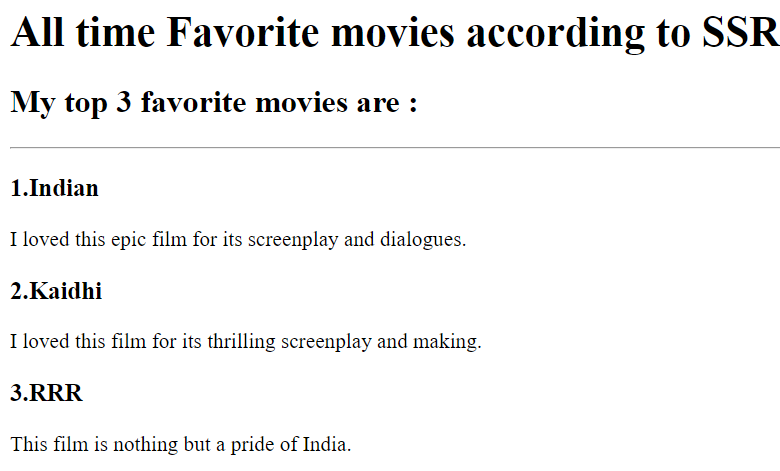 All time Favorite movies according to SSR
My top 3 favorite movies are :
1.Indian
I loved this epic film for its screenplay and dialogues.
2.Kaidhi
I loved this film for its thrilling screenplay and making.
3.RRR
This film is nothing but a pride of India.